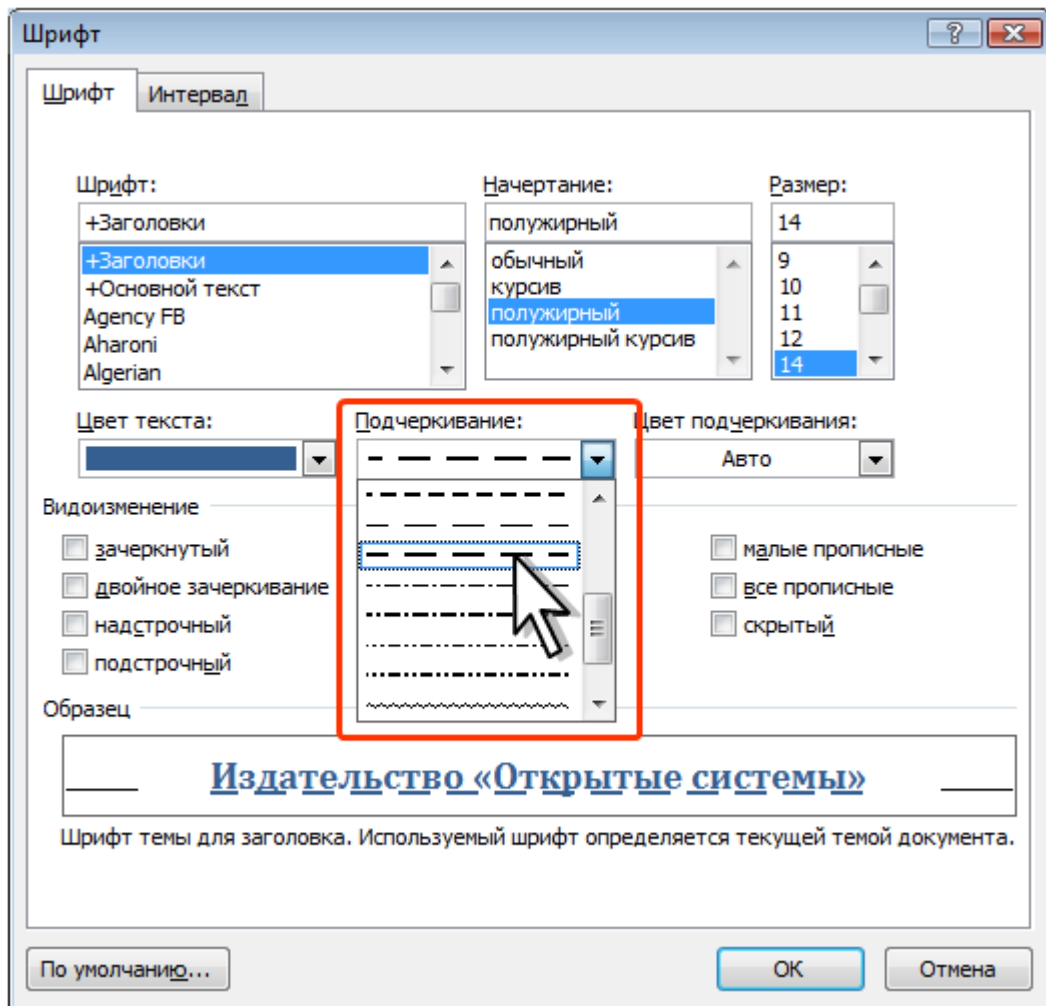 Шрифт
Шрифт Интервал
Шрифт: Начертание: Размер:
+Заголовки полужирный 14
+Заголовки обычный 9
+Основной текст курсив 10
Agency FB полужирный 11
Aharoni полужирный курсив 12
Algerian 14
Цвет текста: Подчеркивание: Цвет подчеркивания:
Авто
Видоизменение
зачеркнутый малые прописные
двойное зачеркивание все прописные
надстрочный скрытый
подстрочный
Образец
Издательство «Открытые системы»
Шрифт темы для заголовка. Используемый шрифт определяется текущей темой документа.
По умолчанию... ОК Отмена